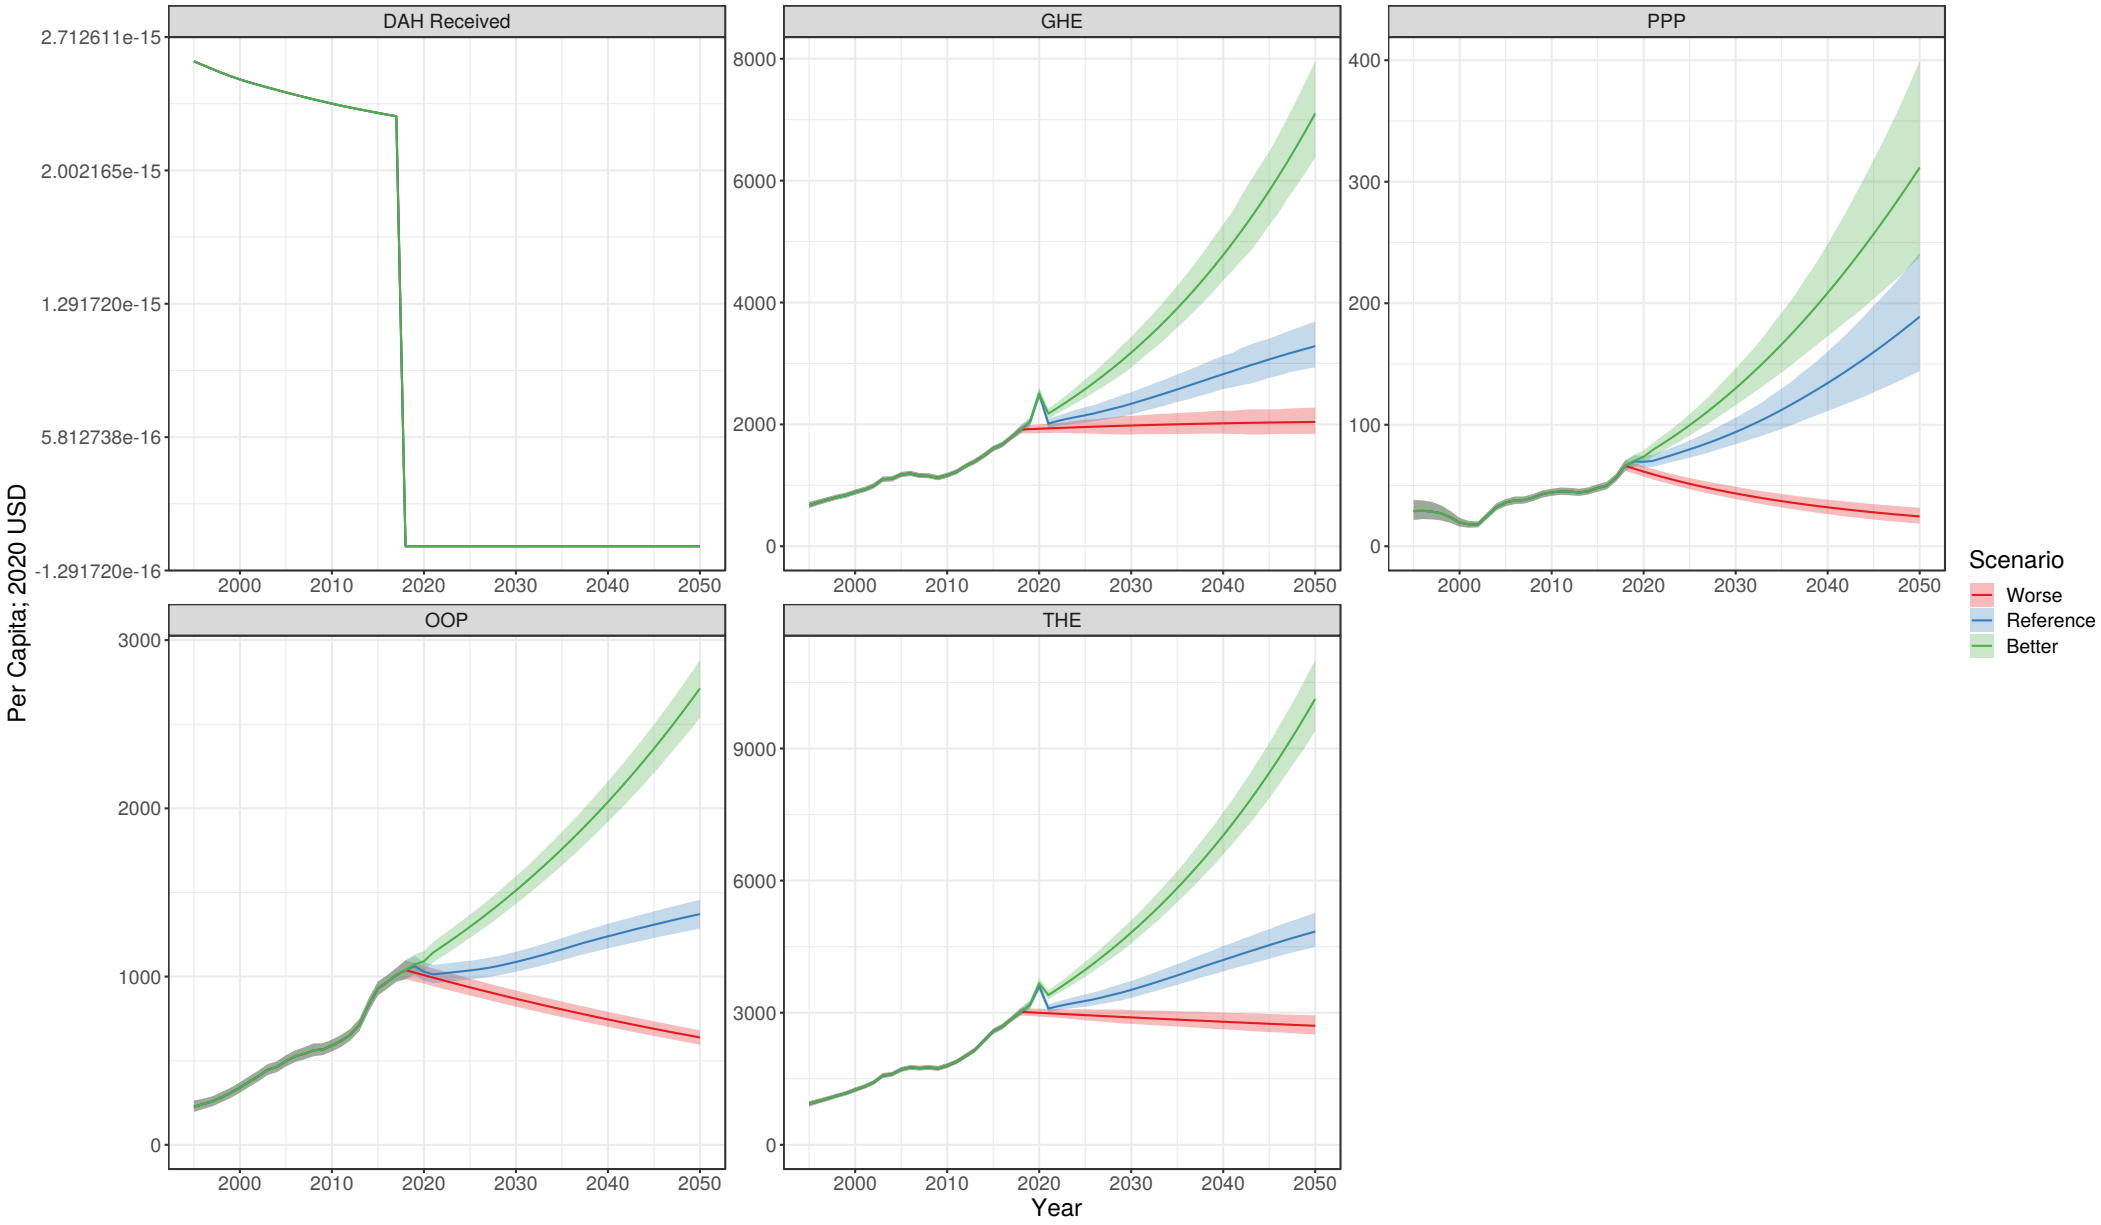 DAH Received
GHE
PPP
2.712611e-15
2.002165e-15
1.291720e-15
5.812738e-16
-1.291720e-16
8000
6000
4000
2000
0
400
300
200
100
0
2000 2010 2020 2030 2040 2050
2000 2010 2020 2030 2040 2050
2000 2010 2020 2030 2040 2050
OOP
THE
3000
2000
1000
0
9000
6000
3000
0
2000 2010 2020 2030 2040 2050
2000 2010 2020 2030 2040 2050
Per Capita; 2020 USD
Year
Scenario
Worse
Reference
Better